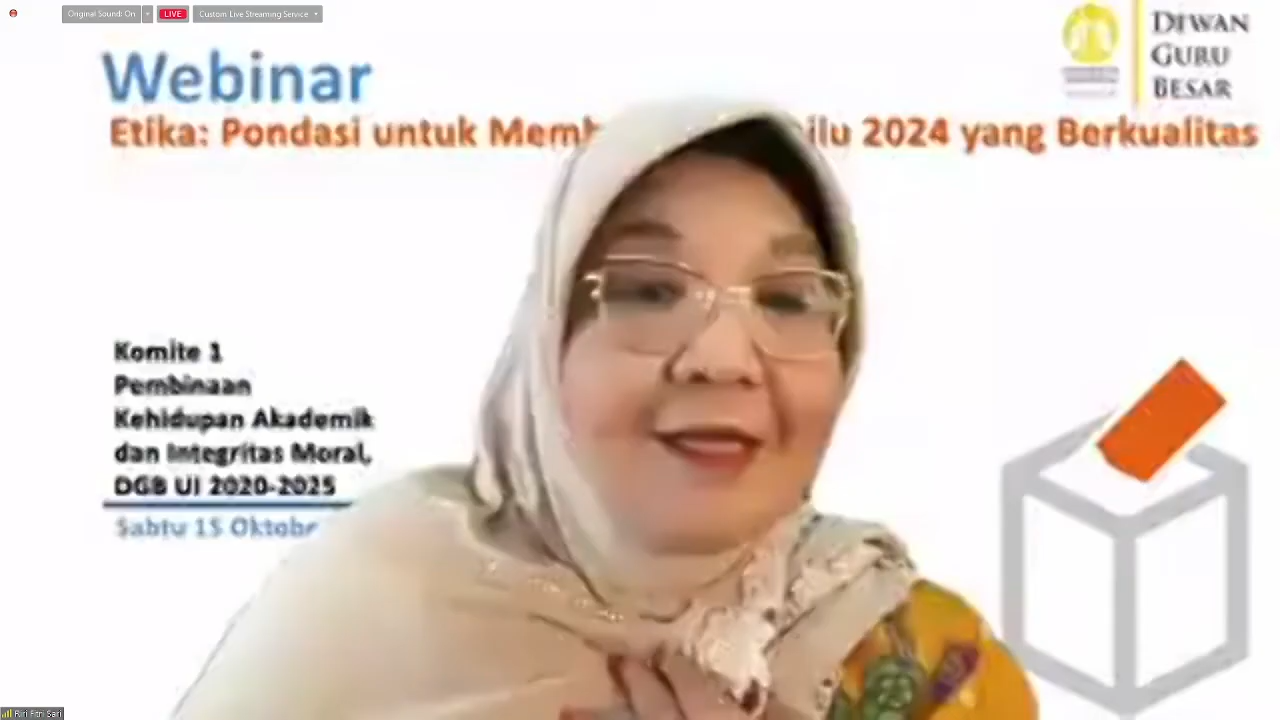 Original Sound: On
LIVE
Custom Live Streaming Service
DEWAN
GURU
BESAR
Webinar
Etika: Pondasi untuk Memb ilu 2024 yang Berkualitas
Komite 1
Pembinaan
Kehidupan Akademik
dan Integritas Moral,
DGB UI 2020-2025
Sabtu 15 Oktobe
Riri Fitri Sari